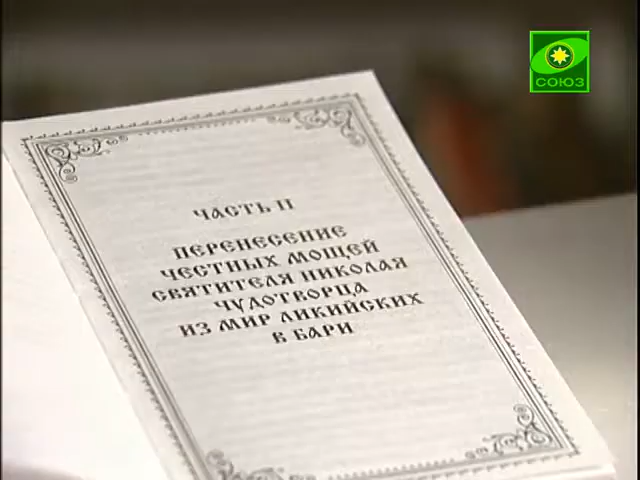 СОЮЗ
ЧАСТЬ II
ПЕРЕНЕСЕНИЕ
ЧЕСТНЫХ МОЩЕЙ
СВЯТИТЕЛЯ НИКОЛАЯ
ЧУДОТВОРЦА
ИЗ МИР ЛИКИЙСКИХ
В БАРИ